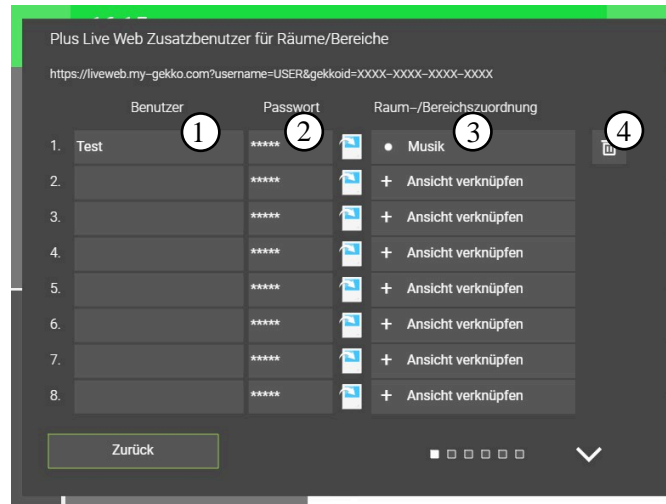 Plus Live Web Zusatzbenutzer für Räume/Bereiche
https://liveweb.my-gekko.com?username=USER&gekkoid=XXXX-XXXX-XXXX-XXXX
Benutzer Passwort Raum-/Bereichszuordnung
1 2 3 4
1. Test ***** Musik
2. ***** + Ansicht verknüpfen
3. ***** + Ansicht verknüpfen
4. ***** + Ansicht verknüpfen
5. ***** + Ansicht verknüpfen
6. ***** + Ansicht verknüpfen
7. ***** + Ansicht verknüpfen
8. ***** + Ansicht verknüpfen
Zurück